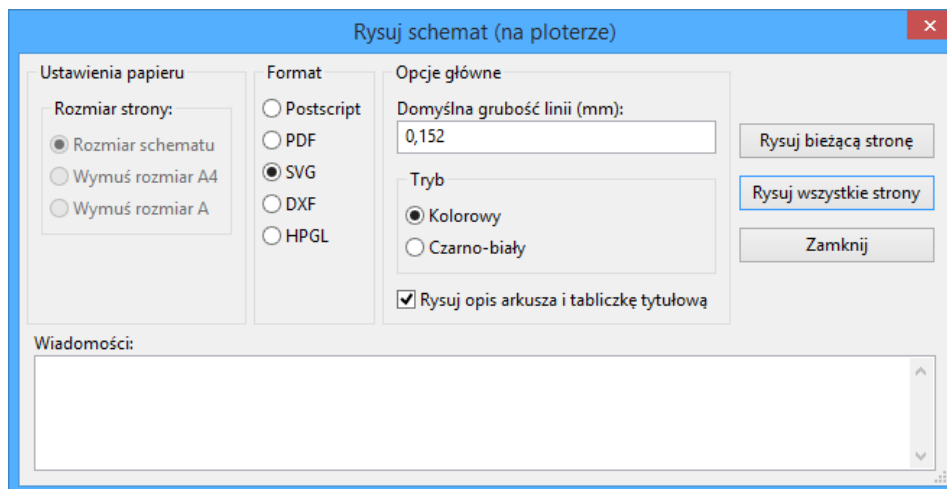 Rysuj schemat (na ploterze)
Ustawienia papieru
Rozmiar strony:
Rozmiar schematu
Wymuś rozmiar A4
Wymuś rozmiar A
Format
Postscript
PDF
SVG
DXF
HPGL
Opcje główne
Domyślna grubość linii (mm):
0,152
Tryb
Kolorowy
Czarno-biały
Rysuj opis arkusza i tabliczkę tytułową
Rysuj bieżącą stronę
Rysuj wszystkie strony
Zamknij
Wiadomości: